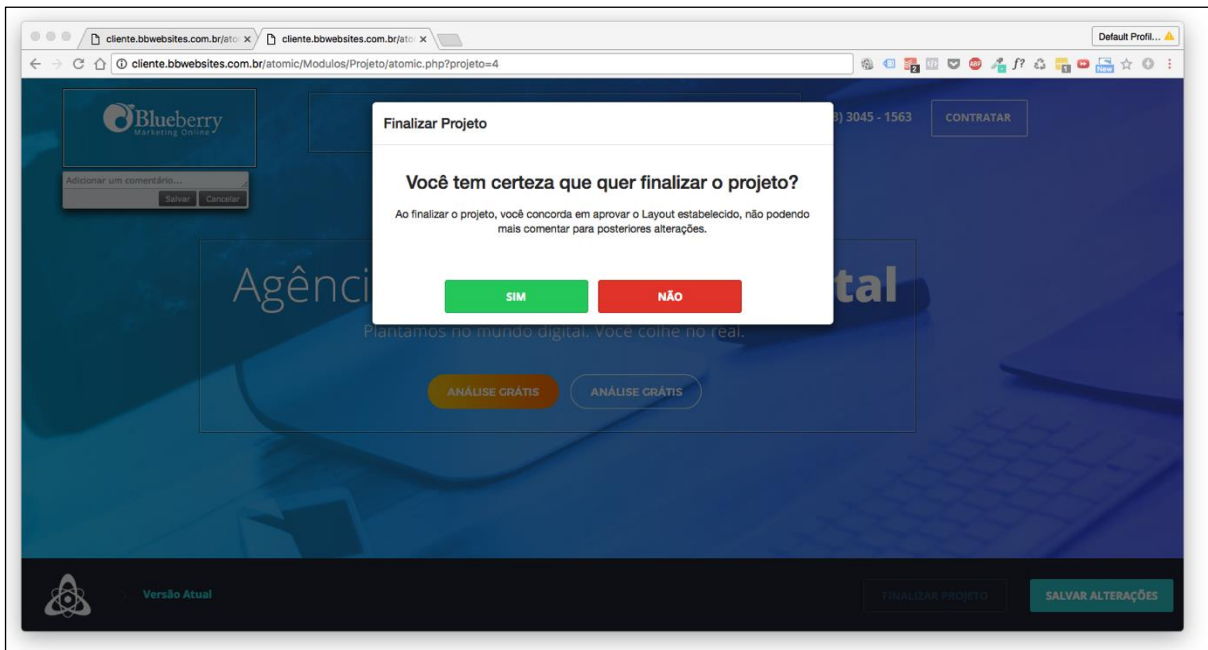 cliente.bbwebsites.com.br/ato
cliente.bbwebsites.com.br/ato
Default Profil...
cliente.bbwebsites.com.br/atomic/Modulos/Projeto/atomic.php?projeto=4
Blueberry
Marketing Online
3) 3045 - 1563
CONTRATAR
Adicionar um comentário...
Salvar
Cancelar
Finalizar Projeto
Você tem certeza que quer finalizar o projeto?
Ao finalizar o projeto, você concorda em aprovar o Layout estabelecido, não podendo
mais comentar para posteriores alterações.
SIM
NÃO
Agênci
tal
Plantamos no mundo digital. Você colhe no real.
ANÁLISE GRÁTIS
ANÁLISE GRÁTIS
Versão Atual
FINALIZAR PROJETO
SALVAR ALTERAÇÕES